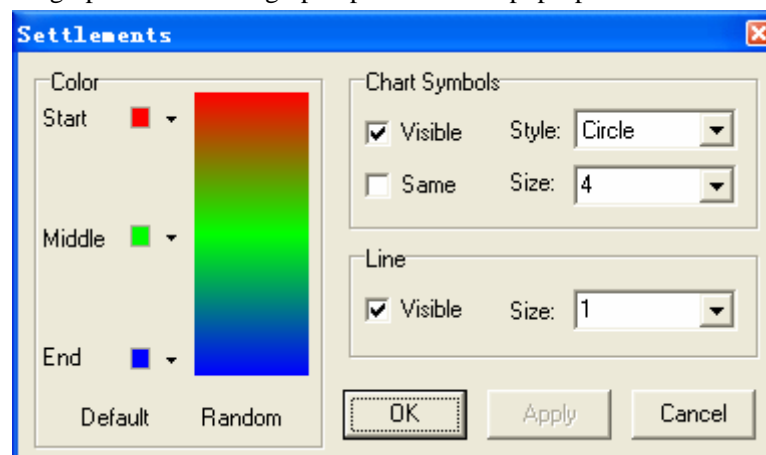 Settlements
Color
Start
Middle
End
Default Random
Chart Symbols
Visible Style: Circle
Same Size: 4
Line
Visible Size: 1
OK Apply Cancel